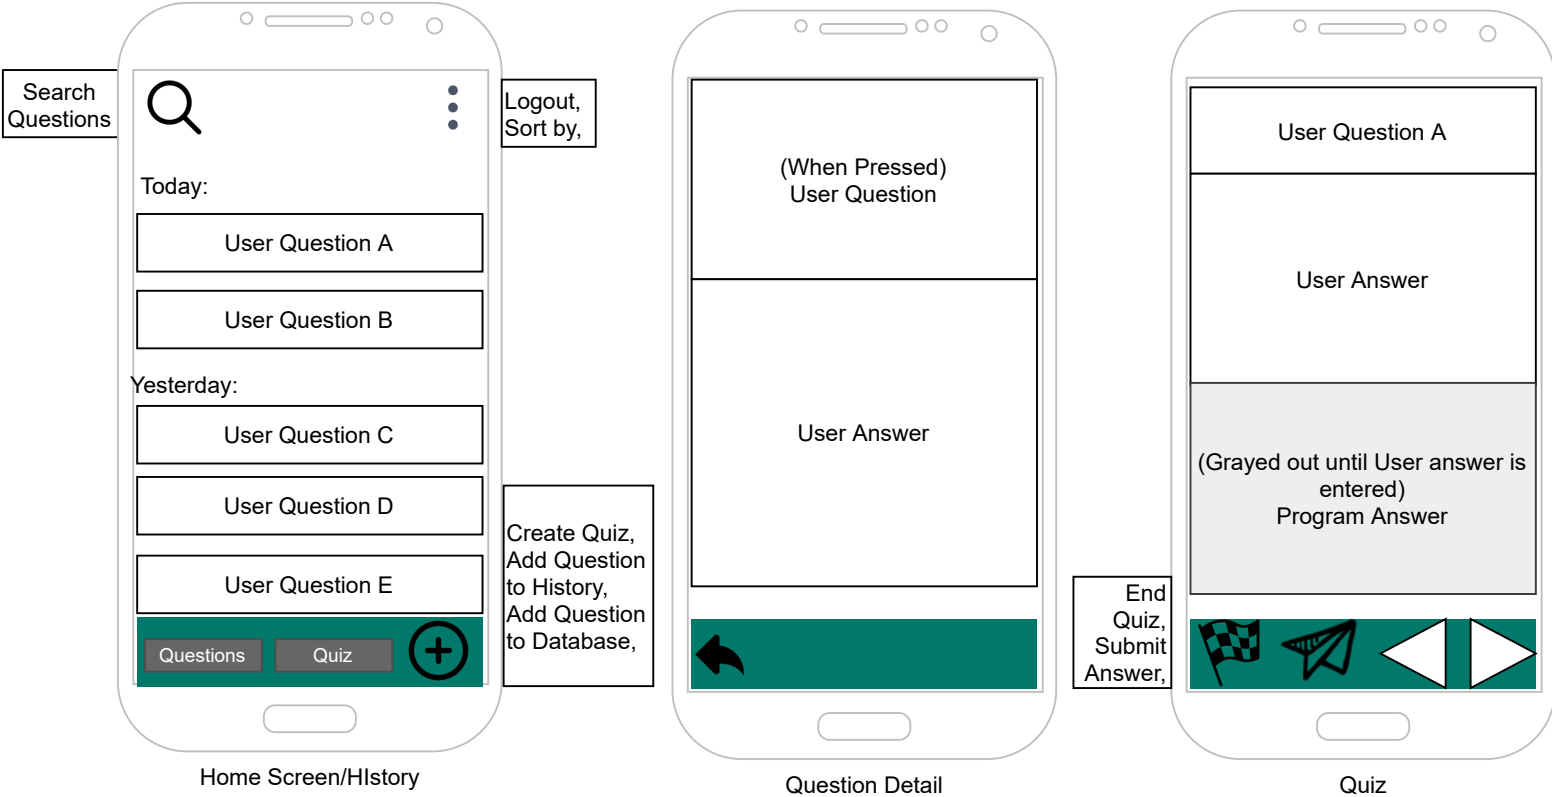 Search
Questions
Logout,
Sort by,
Today:
User Question A
User Question B
Yesterday:
User Question C
User Question D
User Question E
Questions
Quiz
Create Quiz,
Add Question
to History,
Add Question
to Database,
Home Screen/HIstory
(When Pressed)
User Question
User Answer
Question Detail
User Question A
User Answer
(Grayed out until User answer is
entered)
Program Answer
End
Quiz,
Submit
Answer,
Quiz